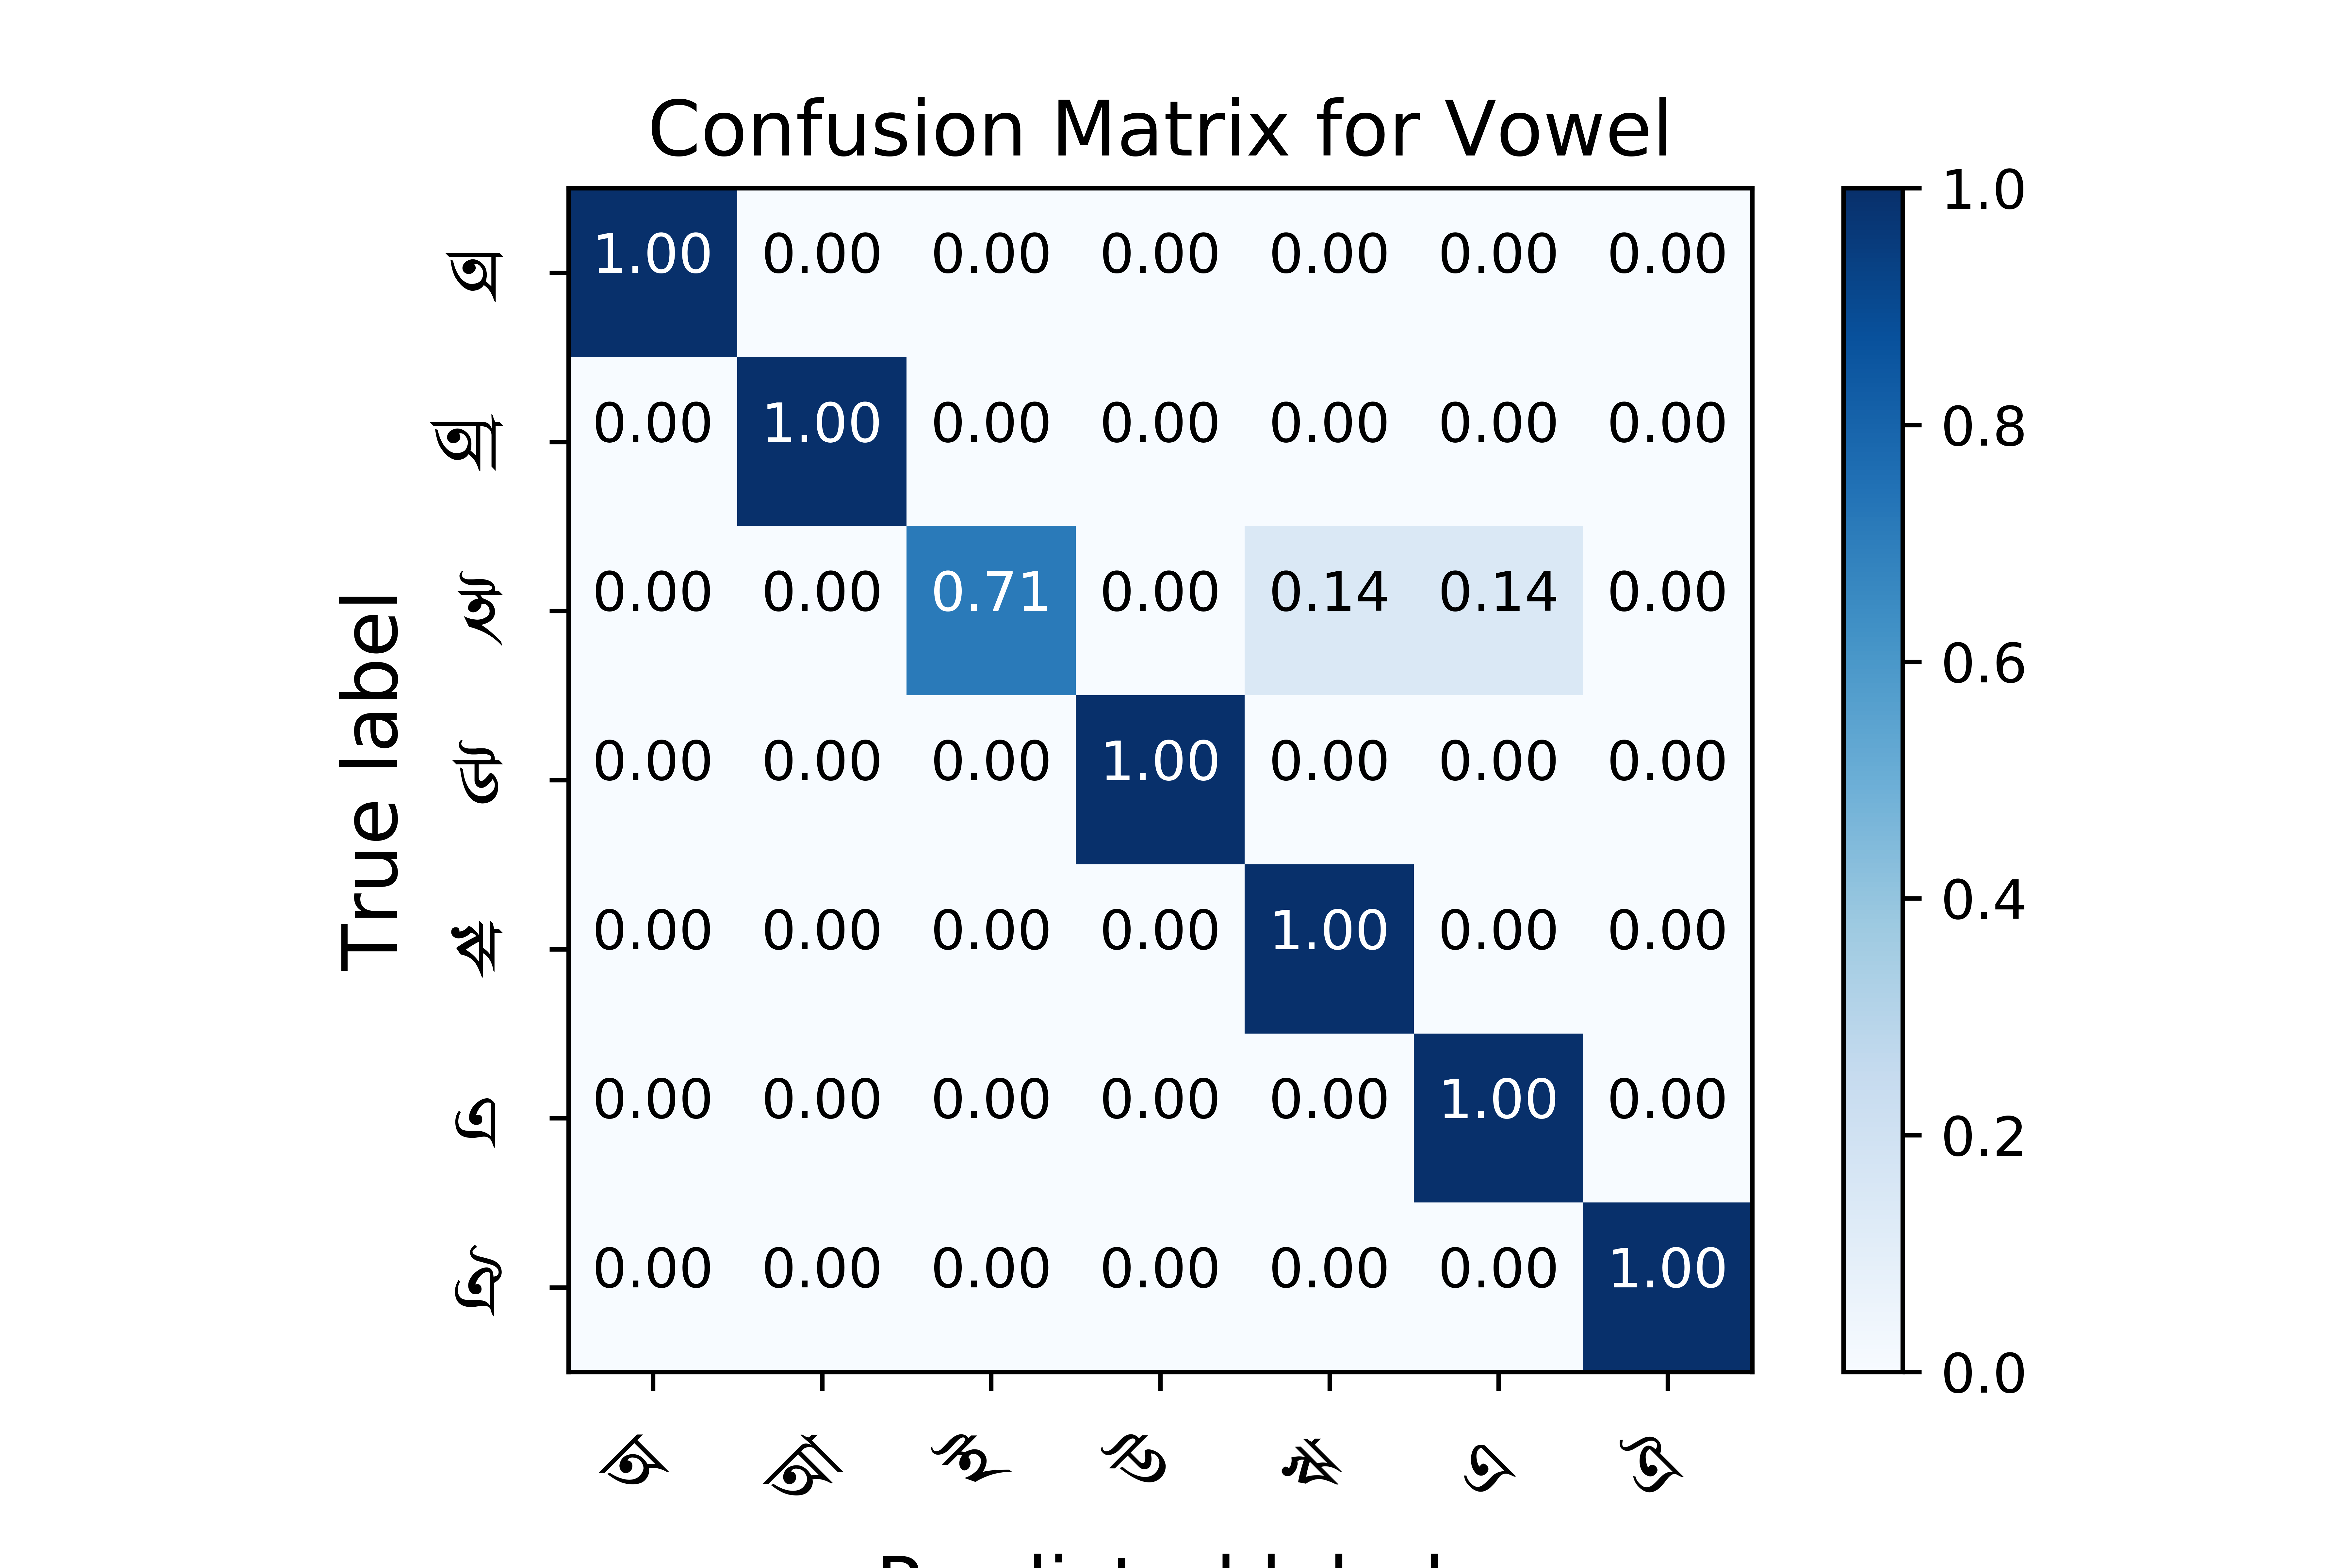 Confusion Matrix for Vowel
True label
অ 1.00 0.00 0.00 0.00 0.00 0.00 0.00
আ 0.00 1.00 0.00 0.00 0.00 0.00 0.00
ই 0.00 0.00 0.71 0.00 0.14 0.14 0.00
উ 0.00 0.00 0.00 1.00 0.00 0.00 0.00
ঋ 0.00 0.00 0.00 0.00 1.00 0.00 0.00
এ 0.00 0.00 0.00 0.00 0.00 1.00 0.00
ঐ 0.00 0.00 0.00 0.00 0.00 0.00 1.00
অ আ ই উ ঋ এ ঐ
1.0
0.8
0.6
0.4
0.2
0.0